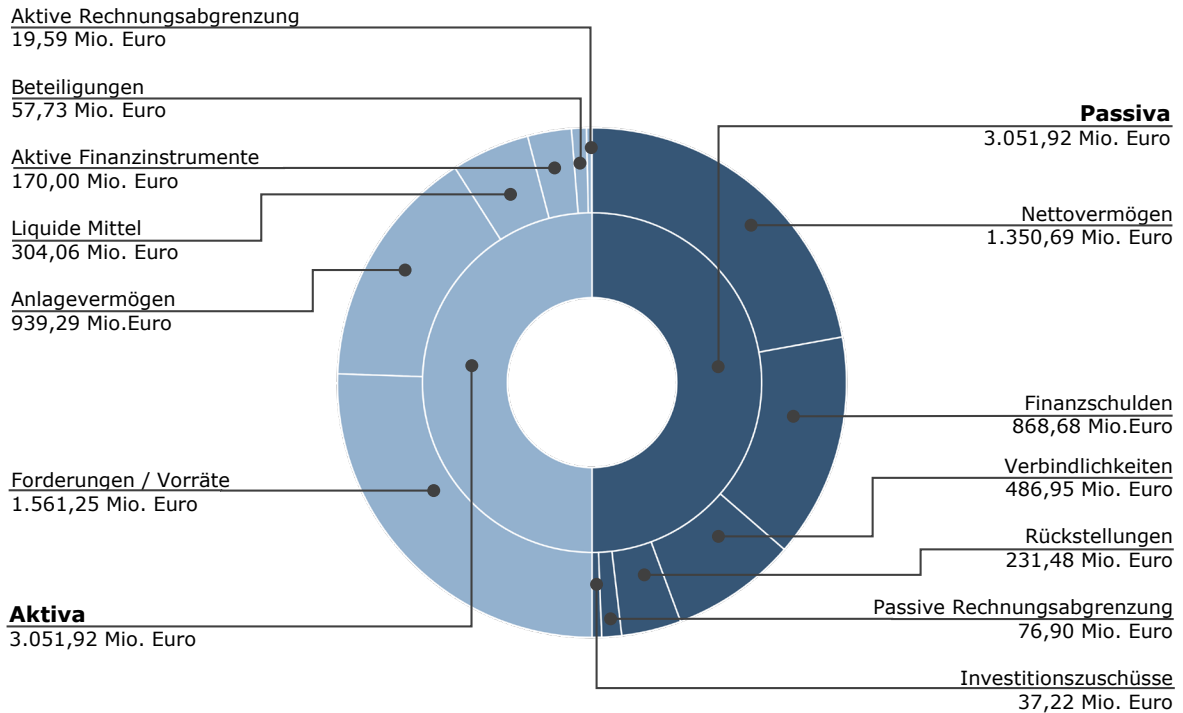 Aktive Rechnungsabgrenzung
19,59 Mio. Euro
Beteiligungen
57,73 Mio. Euro
Aktive Finanzinstrumente
170,00 Mio. Euro
Liquide Mittel
304,06 Mio. Euro
Anlagevermögen
939,29 Mio.Euro
Forderungen / Vorräte
1.561,25 Mio. Euro
Aktiva
3.051,92 Mio. Euro
Passiva
3.051,92 Mio. Euro
Nettovermögen
1.350,69 Mio. Euro
Finanzschulden
868,68 Mio.Euro
Verbindlichkeiten
486,95 Mio. Euro
Rückstellungen
231,48 Mio. Euro
Passive Rechnungsabgrenzung
76,90 Mio. Euro
Investitionszuschüsse
37,22 Mio. Euro